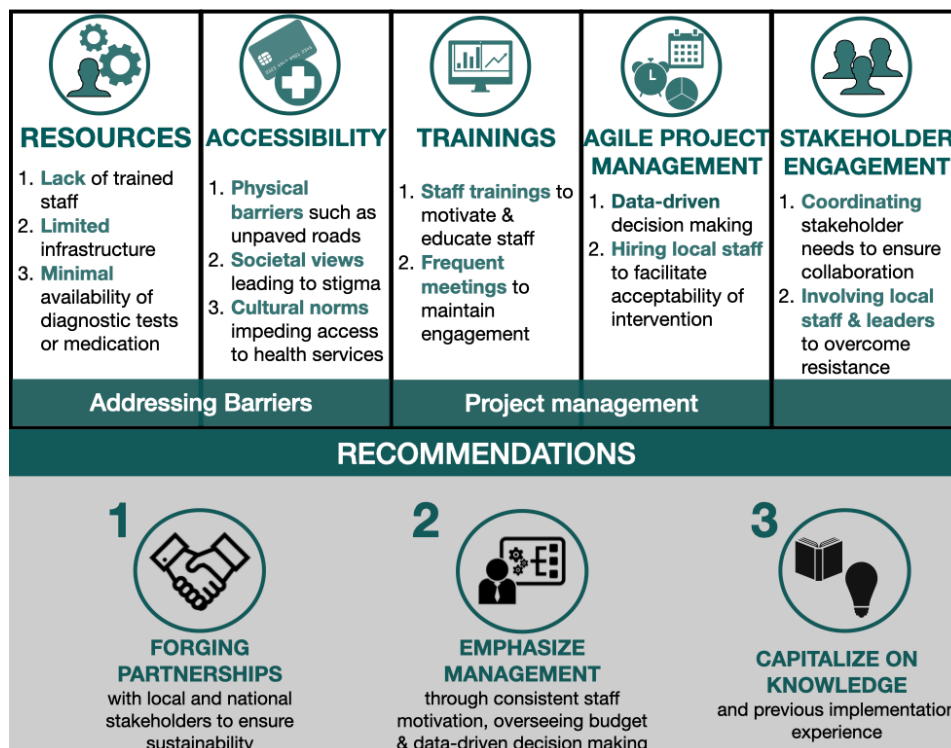 RESOURCES
1. Lack of trained
staff
2. Limited
infrastructure
3. Minimal
availability of
diagnostic tests
or medication
ACCESSIBILITY
1. Physical
barriers such as
unpaved roads
2. Societal views
leading to stigma
3. Cultural norms
impeding access
to health services
TRAININGS
1. Staff trainings to
motivate &
educate staff
2. Frequent
meetings to
maintain
engagement
AGILE PROJECT
MANAGEMENT
1. Data-driven
decision making
2. Hiring local staff
to facilitate
acceptability of
intervention
STAKEHOLDER
ENGAGEMENT
1. Coordinating
stakeholder
needs to ensure
collaboration
2. Involving local
staff & leaders
to overcome
resistance
Addressing Barriers
Project management
RECOMMENDATIONS
1
FORGING
PARTNERSHIPS
with local and national
stakeholders to ensure
sustainability
2
EMPHASIZE
MANAGEMENT
through consistent staff
motivation, overseeing budget
& data-driven decision making
3
CAPITALIZE ON
KNOWLEDGE
and previous implementation
experience